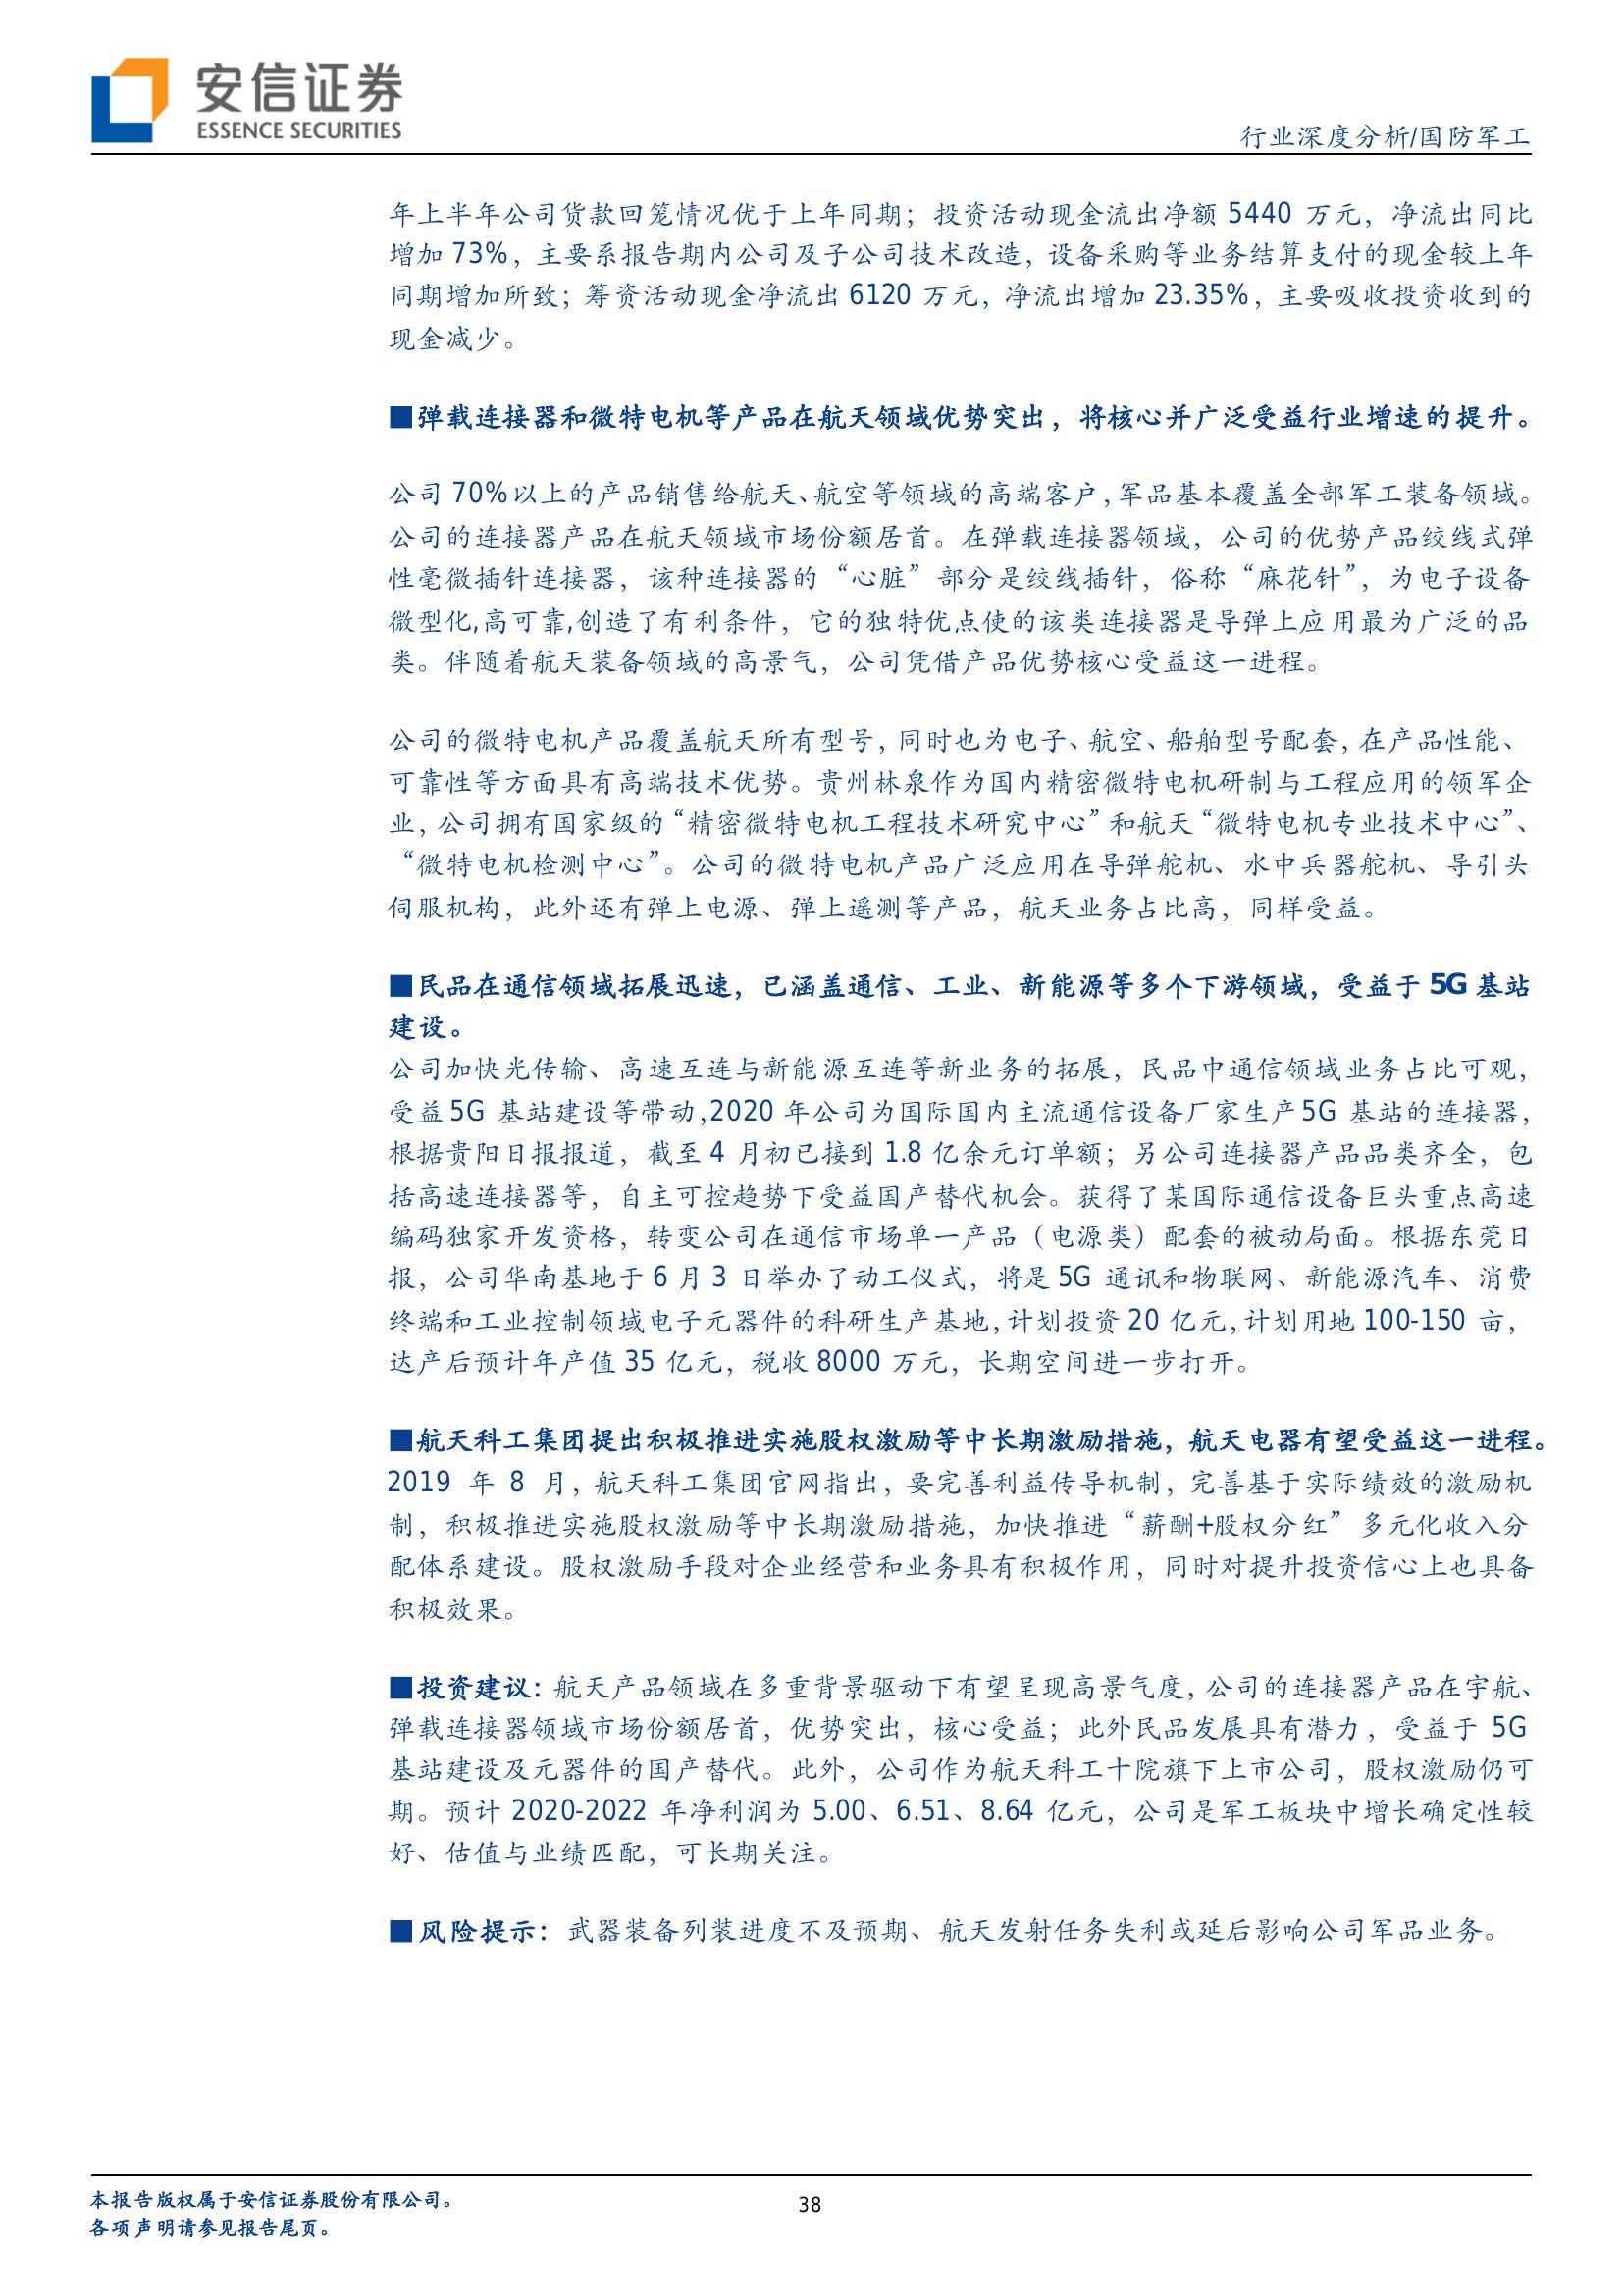 安信证券
ESSENCE SECURITIES
行业深度分析/国防军工
年上半年公司货款回笼情况优于上年同期；投资活动现金流出净额 5440 万元，净流出同比
增加 73%，主要系报告期内公司及子公司技术改造，设备采购等业务结算支付的现金较上年
同期增加所致；筹资活动现金净流出 6120 万元，净流出增加 23.35%，主要吸收投资收到的
现金减少。
■弹载连接器和微特电机等产品在航天领域优势突出，将核心并广泛受益行业增速的提升。
公司 70%以上的产品销售给航天、航空等领域的高端客户,军品基本覆盖全部军工装备领域。
公司的连接器产品在航天领域市场份额居首。在弹载连接器领域，公司的优势产品绞线式弹
性毫微插针连接器，该种连接器的“心脏”部分是绞线插针，俗称“麻花针”，为电子设备
微型化,高可靠,创造了有利条件，它的独特优点使的该类连接器是导弹上应用最为广泛的品
类。伴随着航天装备领域的高景气，公司凭借产品优势核心受益这一进程。
公司的微特电机产品覆盖航天所有型号，同时也为电子、航空、船舶型号配套，在产品性能、
可靠性等方面具有高端技术优势。贵州林泉作为国内精密微特电机研制与工程应用的领军企
业，公司拥有国家级的“精密微特电机工程技术研究中心”和航天“微特电机专业技术中心”、
“微特电机检测中心”。公司的微特电机产品广泛应用在导弹舵机、水中兵器舵机、导引头
伺服机构，此外还有弹上电源、弹上遥测等产品，航天业务占比高，同样受益。
■民品在通信领域拓展迅速，已涵盖通信、工业、新能源等多个下游领域，受益于 5G 基站
建设。
公司加快光传输、高速互连与新能源互连等新业务的拓展，民品中通信领域业务占比可观，
受益 5G 基站建设等带动,2020 年公司为国际国内主流通信设备厂家生产 5G 基站的连接器，
根据贵阳日报报道，截至 4 月初已接到 1.8 亿余元订单额；另公司连接器产品品类齐全，包
括高速连接器等，自主可控趋势下受益国产替代机会。获得了某国际通信设备巨头重点高速
编码独家开发资格，转变公司在通信市场单一产品（电源类）配套的被动局面。根据东莞日
报，公司华南基地于 6 月 3 日举办了动工仪式，将是 5G 通讯和物联网、新能源汽车、消费
终端和工业控制领域电子元器件的科研生产基地，计划投资 20 亿元，计划用地 100-150 亩，
达产后预计年产值 35 亿元，税收 8000 万元，长期空间进一步打开。
■航天科工集团提出积极推进实施股权激励等中长期激励措施，航天电器有望受益这一进程。
2019 年 8 月，航天科工集团官网指出，要完善利益传导机制，完善基于实际绩效的激励机
制，积极推进实施股权激励等中长期激励措施，加快推进“薪酬+股权分红”多元化收入分
配体系建设。股权激励手段对企业经营和业务具有积极作用，同时对提升投资信心上也具备
积极效果。
■投资建议：航天产品领域在多重背景驱动下有望呈现高景气度，公司的连接器产品在宇航、
弹载连接器领域市场份额居首，优势突出，核心受益；此外民品发展具有潜力，受益于 5G
基站建设及元器件的国产替代。此外，公司作为航天科工十院旗下上市公司，股权激励仍可
期。预计 2020-2022 年净利润为 5.00、6.51、8.64 亿元，公司是军工板块中增长确定性较
好、估值与业绩匹配，可长期关注。
■风险提示：武器装备列装进度不及预期、航天发射任务失利或延后影响公司军品业务。
本报告版权属于安信证券股份有限公司。
各项声明请参见报告尾页。
38